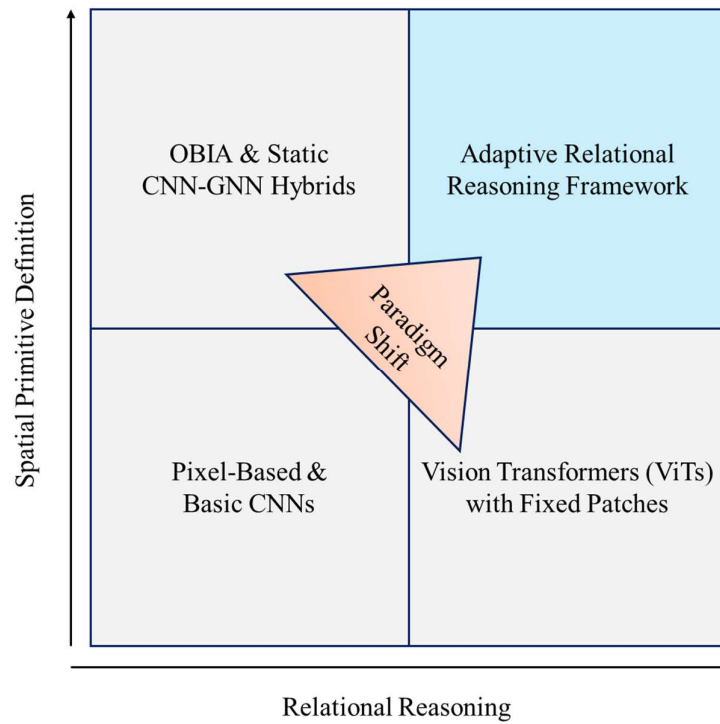 OBIA & Static
CNN-GNN Hybrids
Adaptive Relational
Reasoning Framework
Spatial Primitive Definition
Paradigm
Shift
Pixel-Based &
Basic CNNs
Vision Transformers (ViTs)
with Fixed Patches
Relational Reasoning